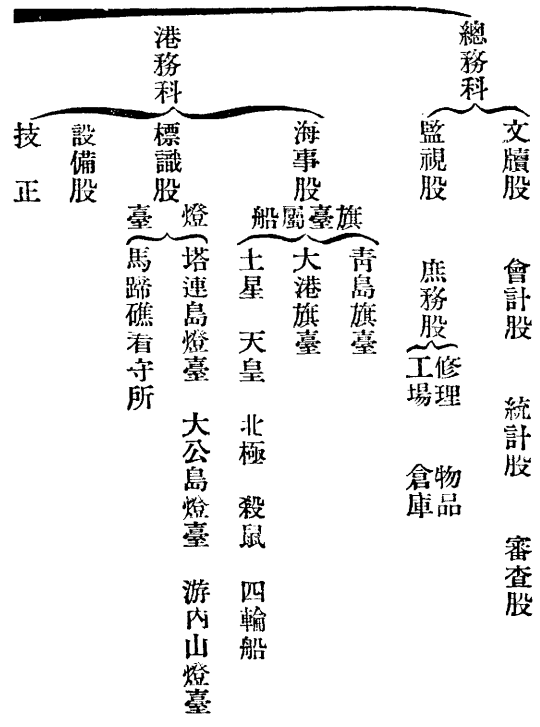 總務科
文牘股　會計股　統計股　審查股
監視股　庶務股
修理工場　物品倉庫
港務科
海事股
旗臺屬船
青島旗臺
大港旗臺
土星　天皇　北極　殺鼠　四輪船
標識股
燈臺
塔連島燈臺　大公島燈臺　游內山燈臺
馬蹄礁看守所
設備股
技正